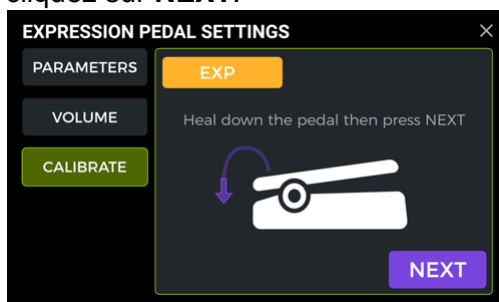 EXPRESSION PEDAL SETTINGS
PARAMETERS
EXP
VOLUME
Heal down the pedal then press NEXT
CALIBRATE
NEXT